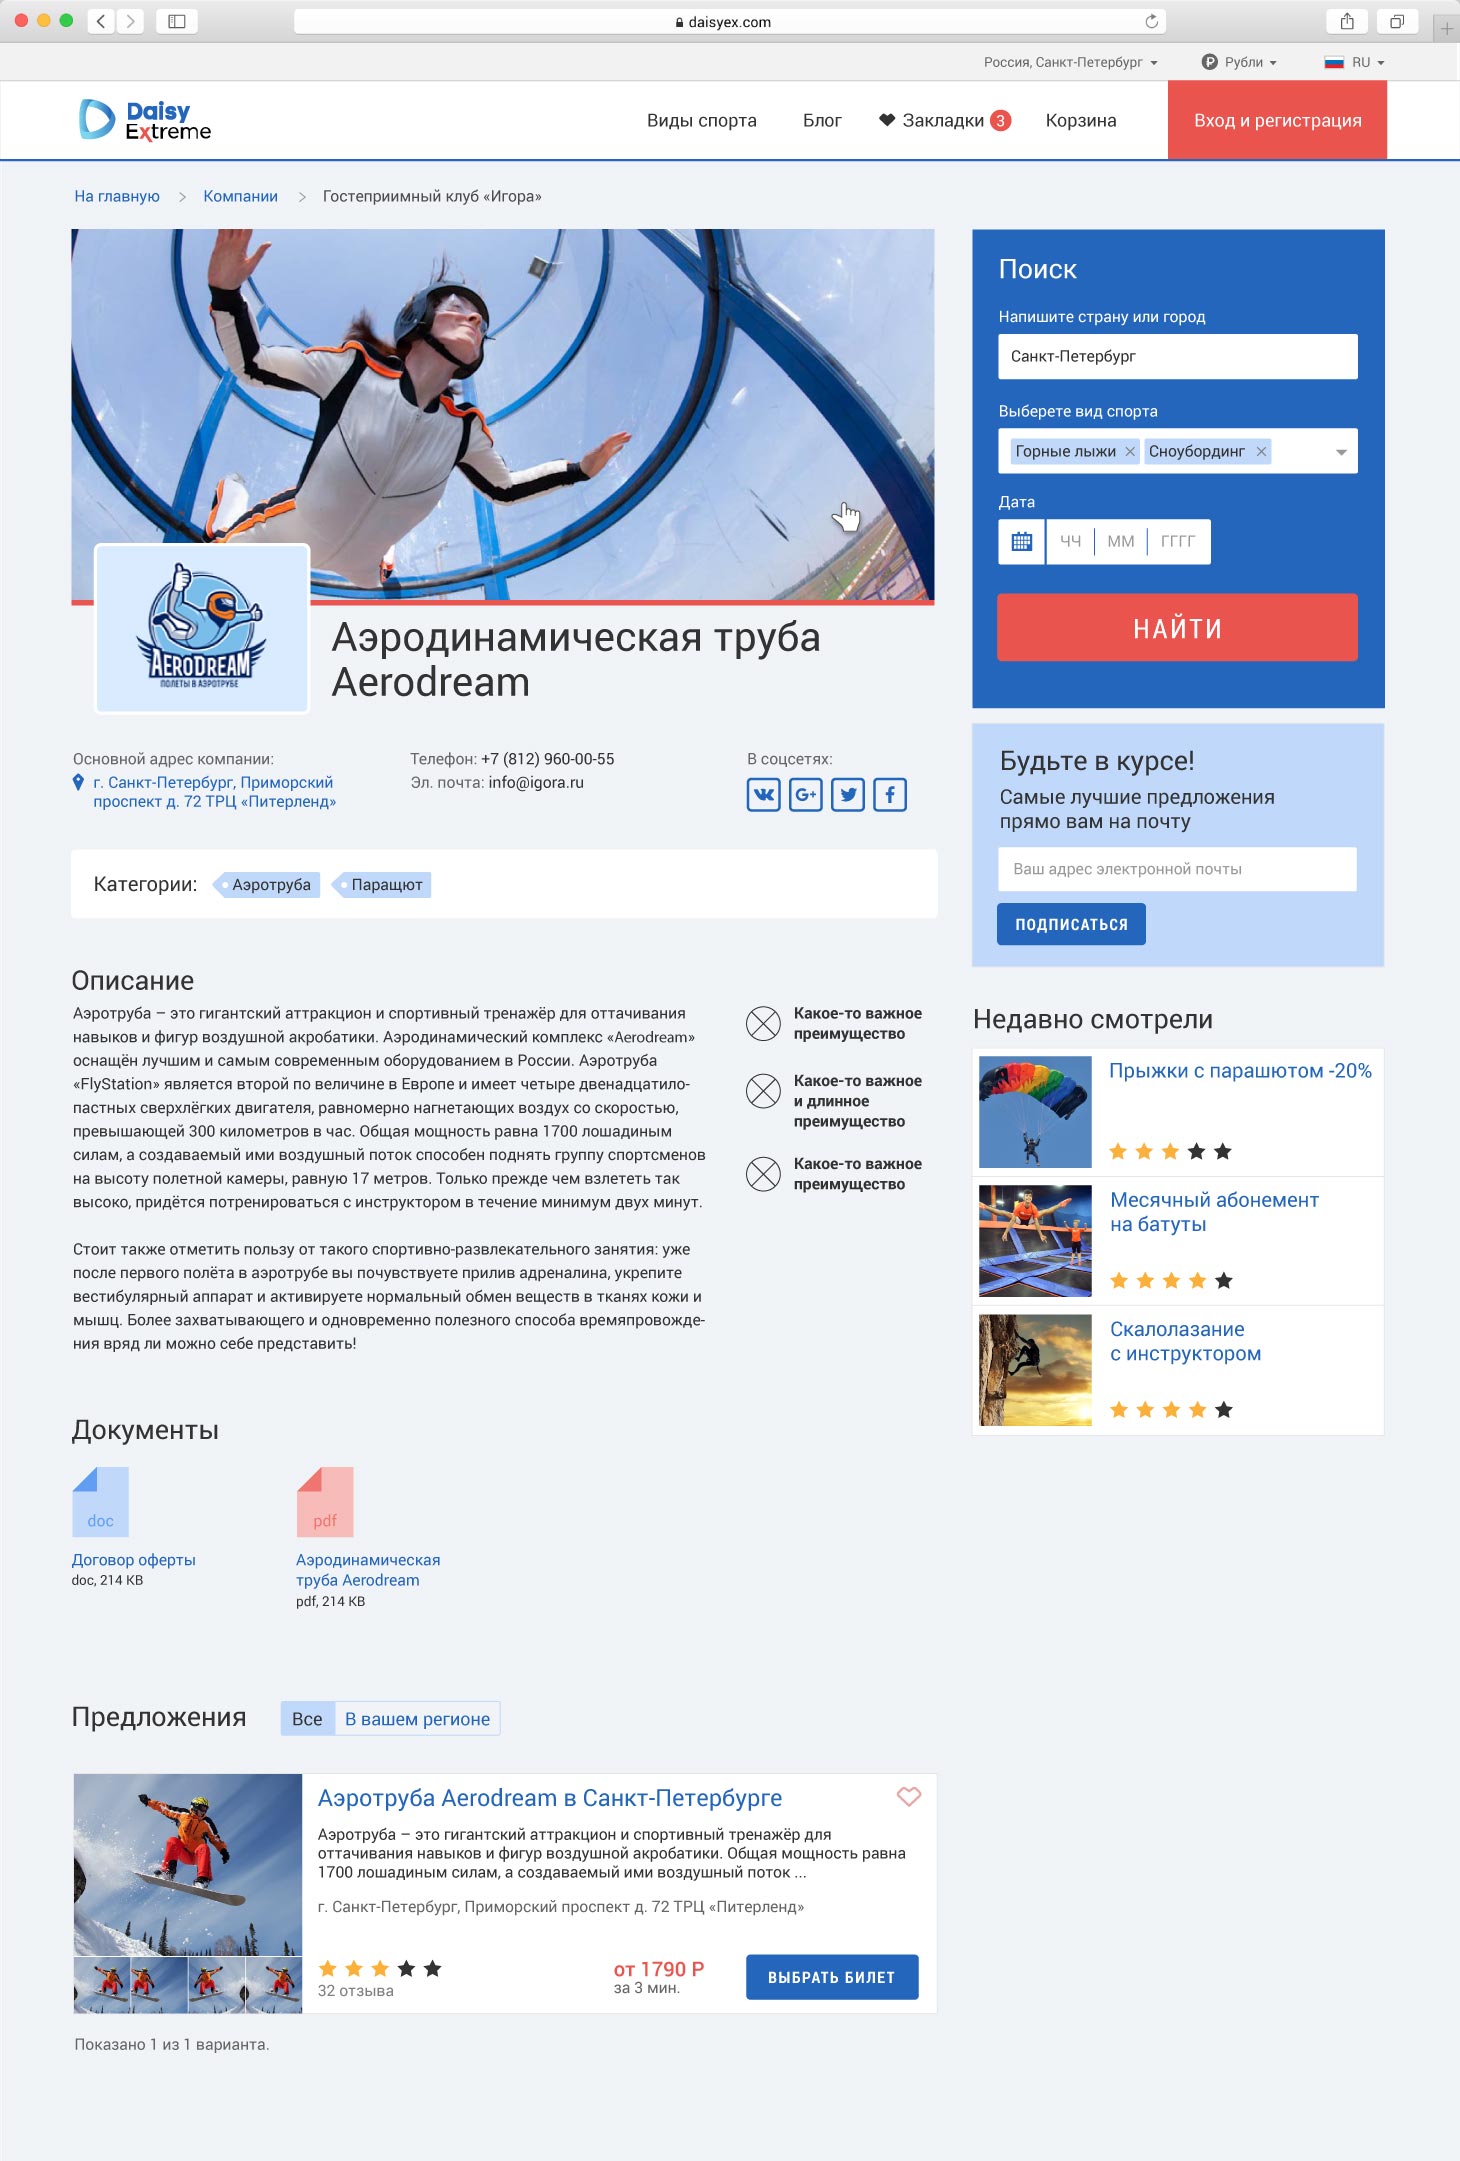 daisyex.com
Россия, Санкт-Петербург
Р Рубли
RU
Daisy
Extreme
Виды спорта
Блог
Закладки 3
Корзина
Вход и регистрация
На главную > Компании > Гостеприимный клуб «Игора»
AERODREAM
ПОЛЕТЫ В АЭРОТРУБЕ
Аэродинамическая труба
Aerodream
Основной адрес компании:
г. Санкт-Петербург, Приморский
проспект д. 72 ТРЦ «Питерленд»
Телефон: +7 (812) 960-00-55
Эл. почта: info@igora.ru
В соцсетях:
G+
f
Категории: Аэротруба Паращют
Описание
Аэротруба – это гигантский аттракцион и спортивный тренажёр для оттачивания
навыков и фигур воздушной акробатики. Аэродинамический комплекс «Aerodream»
оснащён лучшим и самым современным оборудованием в России. Аэротруба
«FlyStation» является второй по величине в Европе и имеет четыре двенадцатило-
пастных сверхлёгких двигателя, равномерно нагнетающих воздух со скоростью,
превышающей 300 километров в час. Общая мощность равна 1700 лошадиным
силам, а создаваемый ими воздушный поток способен поднять группу спортсменов
на высоту полетной камеры, равную 17 метров. Только прежде чем взлететь так
высоко, придётся потренироваться с инструктором в течение минимум двух минут.
Стоит также отметить пользу от такого спортивно-развлекательного занятия: уже
после первого полёта в аэротрубе вы почувствуете прилив адреналина, укрепите
вестибулярный аппарат и активируете нормальный обмен веществ в тканях кожи и
мышц. Более захватывающего и одновременно полезного способа времяпровожде-
ния вряд ли можно себе представить!
Какое-то важное
преимущество
Какое-то важное
и длинное
преимущество
Какое-то важное
преимущество
Документы
doc
Договор оферты
doc, 214 KB
pdf
Аэродинамическая
труба Aerodream
pdf, 214 KB
Предложения
Все
В вашем регионе
Аэротруба Aerodream в Санкт-Петербурге
Аэротруба – это гигантский аттракцион и спортивный тренажёр для
оттачивания навыков и фигур воздушной акробатики. Общая мощность равна
1700 лошадиным силам, а создаваемый ими воздушный поток ...
г. Санкт-Петербург, Приморский проспект д. 72 ТРЦ «Питерленд»
32 отзыва
от 1790 Р
за 3 мин.
ВЫБРАТЬ БИЛЕТ
Показано 1 из 1 варианта.
Поиск
Напишите страну или город
Санкт-Петербург
Выберете вид спорта
Горные лыжи
Сноубординг
Дата
ЧЧ ММ ГГГГ
НАЙТИ
Будьте в курсе!
Самые лучшие предложения
прямо вам на почту
Ваш адрес электронной почты
ПОДПИСАТЬСЯ
Недавно смотрели
Прыжки с парашютом -20%
Месячный абонемент
на батуты
Скалолазание
с инструктором